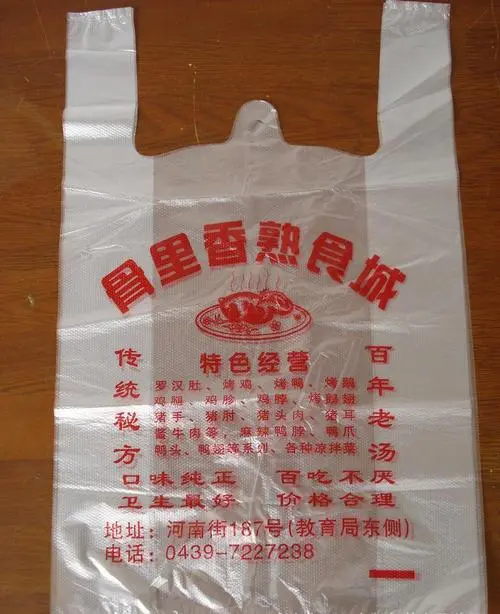 骨里香熟食城
特色经营
传统秘方
百年老汤
罗汉肚、烤鸡、烤鸭、烤鹅
鸡腿、鸡胗、鸡脖、烤鹅翅
猪手、猪肘、猪头肉、猪耳
酱牛肉等、麻辣鸭脖、鸭爪
鸭头、鸭翅魂系列、各种凉拌菜
口味纯正 百吃不厌
卫生最好 价格合理
地址：河南街187号(教育局东侧)
电话：0439-7227238